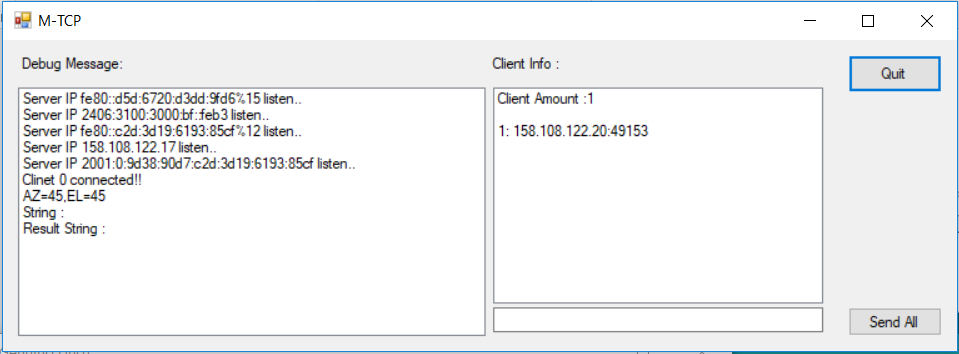 M-TCP
Debug Message:
Client Info :
Quit
Server IP fe80::d5d:6720:d3dd:9fd6%15 listen..
Server IP 2406:3100:3000:bf::feb3 listen..
Server IP fe80::c2d:3d19:6193:85cf%12 listen..
Server IP 158.108.122.17 listen..
Server IP 2001:0:9d38:90d7:c2d:3d19:6193:85cf listen..
Clinet 0 connected!!
AZ=45,EL=45
String :
Result String :
Client Amount :1
1: 158.108.122.20:49153
Send All